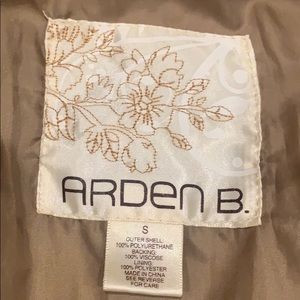 ARDEN B.
S
OUTER SHELL:
100% POLYURETHANE
BACKING:
100% VISCOSE
LINING:
100% POLYESTER
MADE IN CHINA
SEE REVERSE
FOR CARE